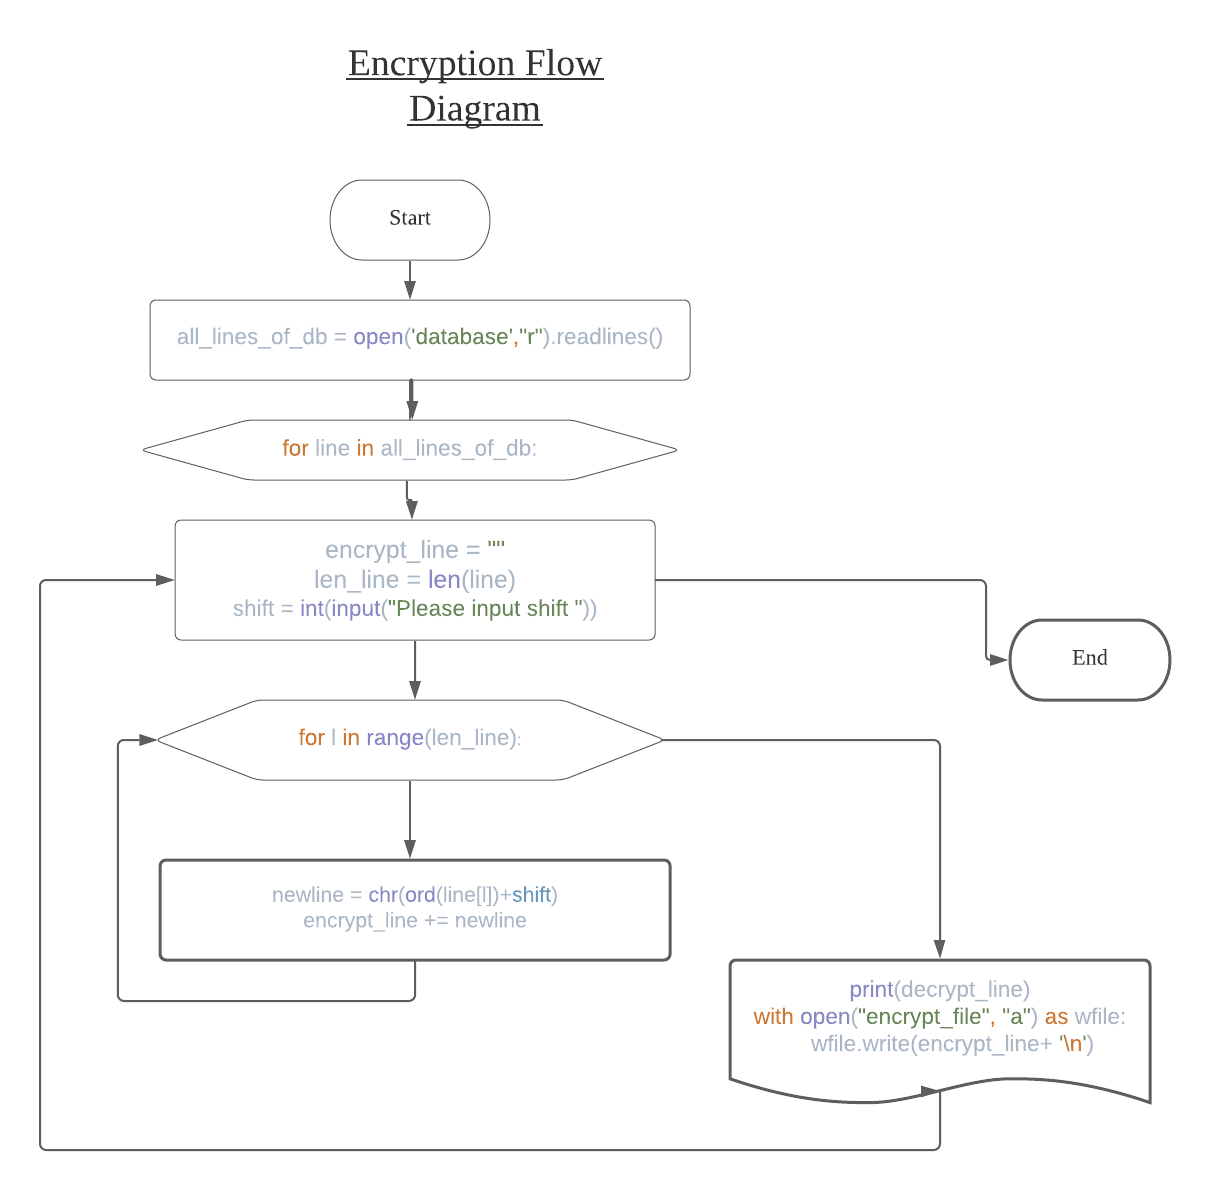 Encryption Flow
Diagram
Start
all_lines_of_db = open('database',"r").readlines()
for line in all_lines_of_db:
encrypt_line = ""
len_line = len(line)
shift = int(input("Please input shift "))
End
for l in range(len_line):
newline = chr(ord(line[l])+shift)
encrypt_line += newline
print(decrypt_line)
with open("encrypt_file", "a") as wfile:
wfile.write(encrypt_line+ '\n')